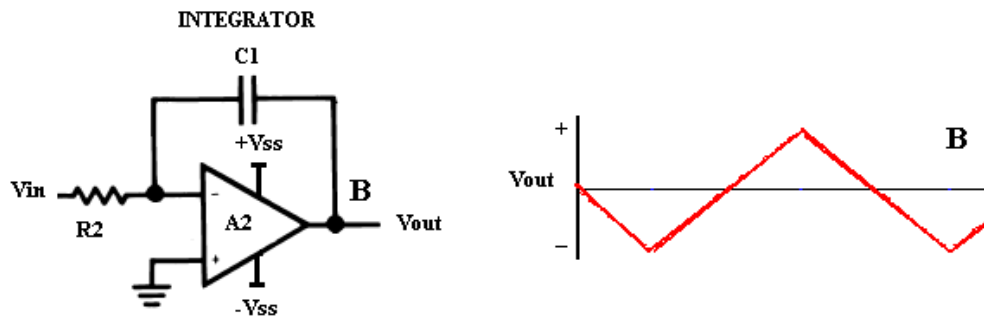 INTEGRATOR
C1
+Vss
Vin
R2
−
A2
+
B
Vout
-Vss
+
B
Vout
−